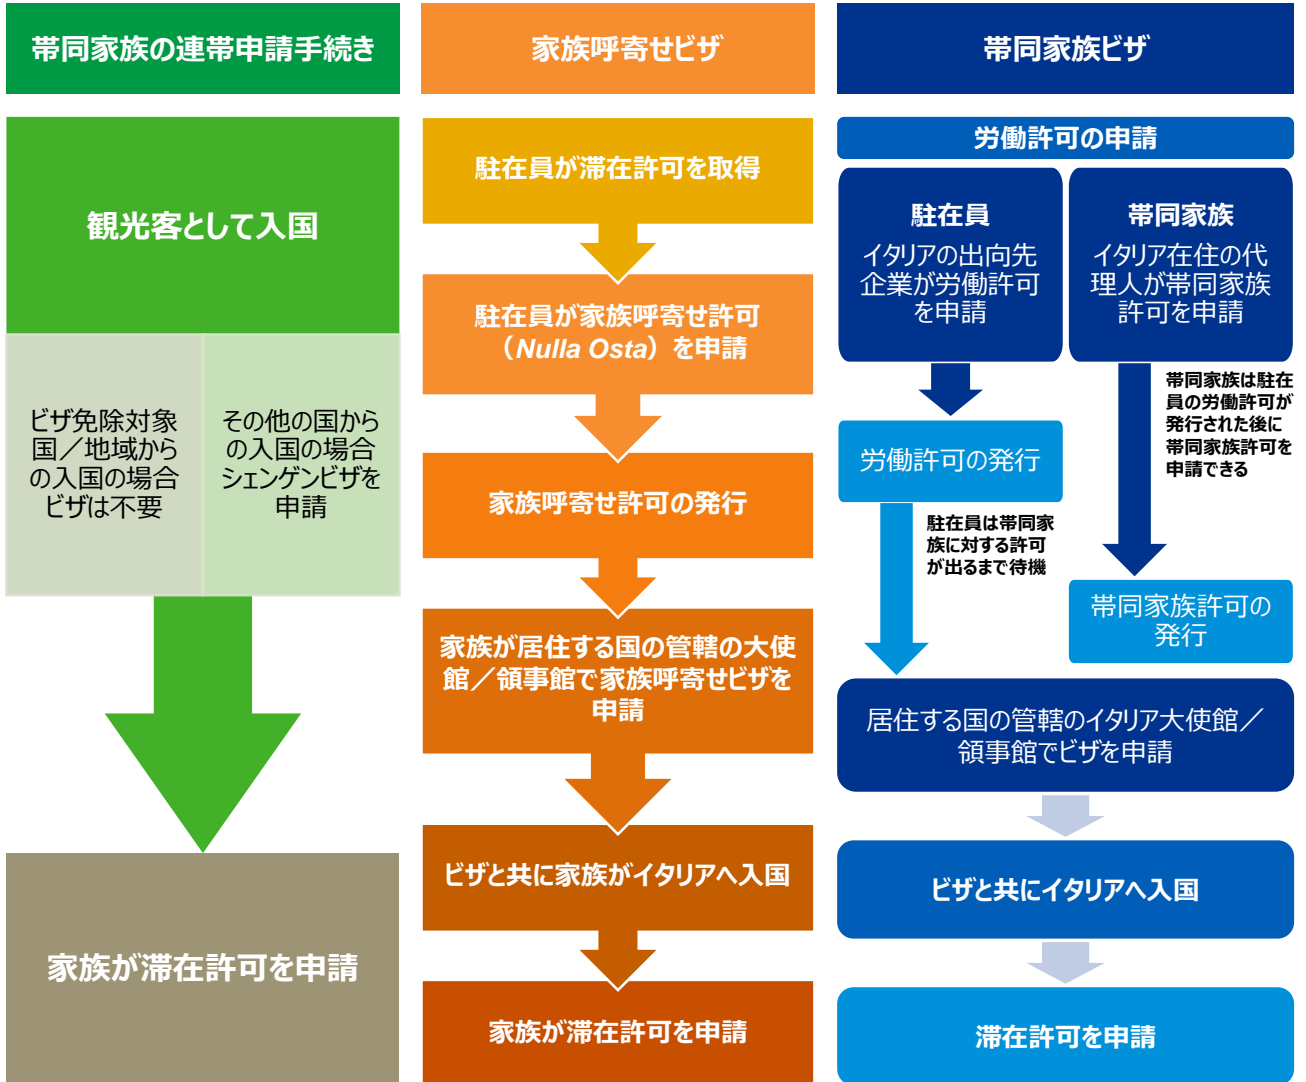 帯同家族の連帯申請手続き
観光客として入国
ビザ免除対象
国／地域から
の入国の場合
ビザは不要
その他の国から
の入国の場合
シェンゲンビザを
申請
家族が滞在許可を申請
家族呼寄せビザ
駐在員が滞在許可を取得
駐在員が家族呼寄せ許可
（Nulla Osta）を申請
家族呼寄せ許可の発行
家族が居住する国の管轄の大使
館／領事館で家族呼寄せビザを
申請
ビザと共に家族がイタリアへ入国
家族が滞在許可を申請
帯同家族ビザ
労働許可の申請
駐在員
イタリアの出向先
企業が労働許可
を申請
帯同家族
イタリア在住の代
理人が帯同家族
許可を申請
労働許可の発行
帯同家族は駐在
員の労働許可が
発行された後に
帯同家族許可を
申請できる
駐在員は帯同家
族に対する許可
が出るまで待機
帯同家族許可の
発行
居住する国の管轄のイタリア大使館／
領事館でビザを申請
ビザと共にイタリアへ入国
滞在許可を申請